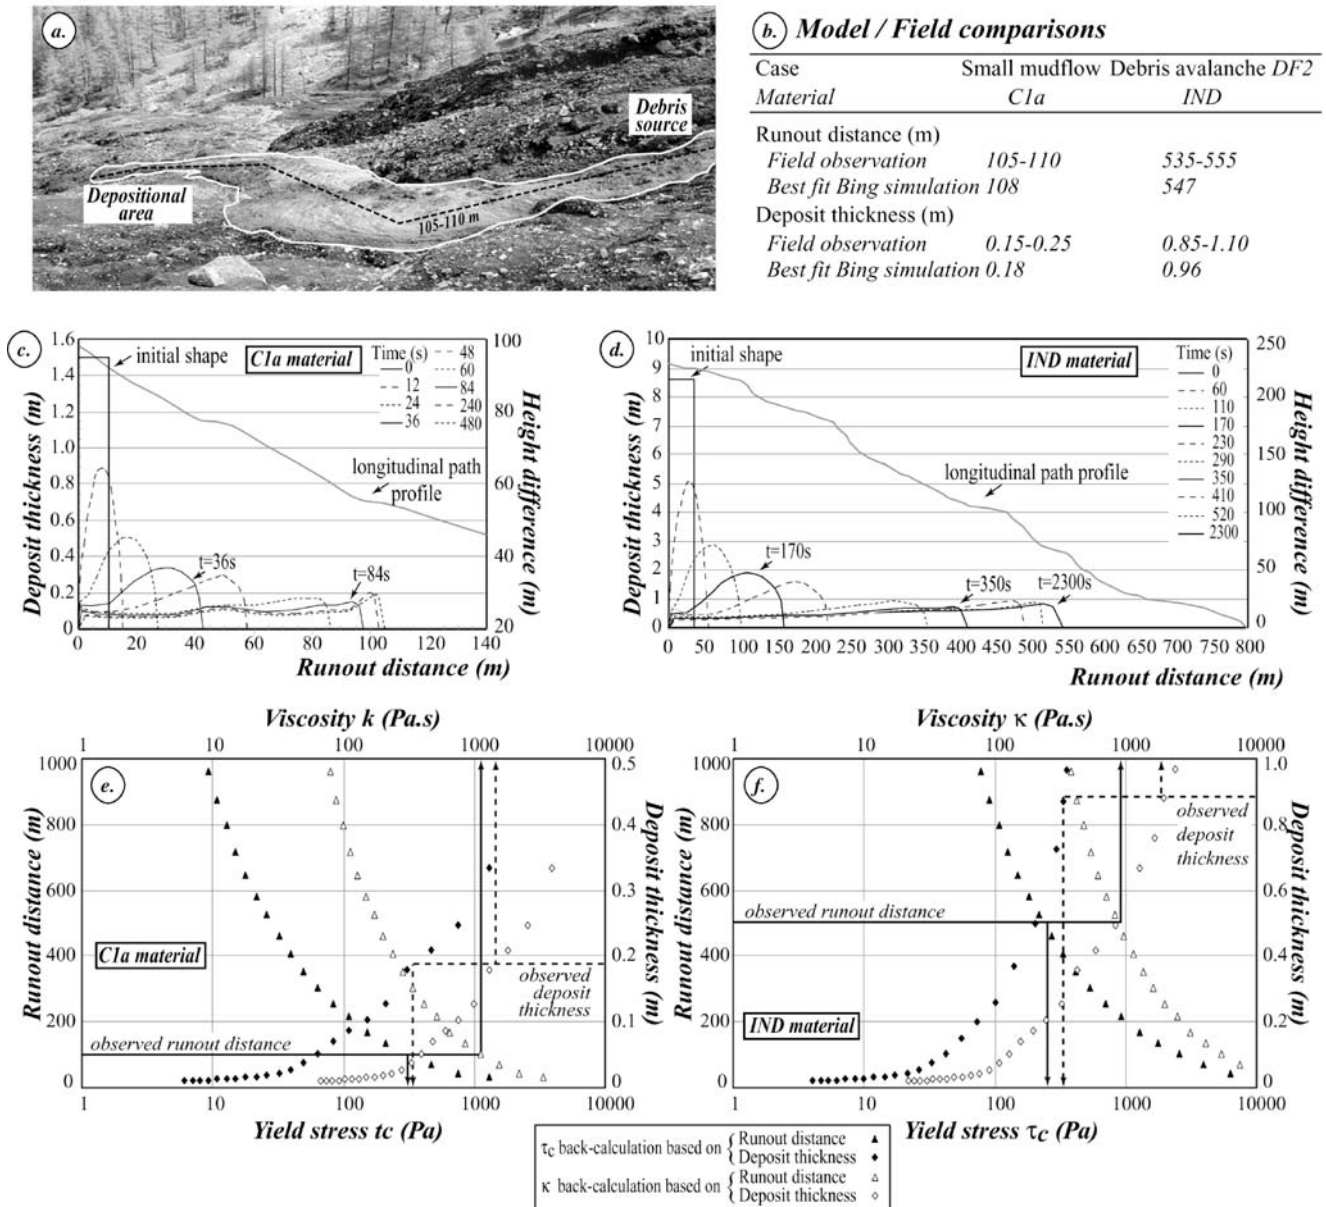 a.
Debris
source
Depositional
area
105-110 m
b. Model / Field comparisons
Case Small mudflow Debris avalanche DF2
Material C1a IND
Runout distance (m)
Field observation 105-110 535-555
Best fit Bing simulation 108 547
Deposit thickness (m)
Field observation 0.15-0.25 0.85-1.10
Best fit Bing simulation 0.18 0.96
c.
Deposit thickness (m)
1.6
1.4
1.2
1.0
0.8
0.6
0.4
0.2
0
initial shape
C1a material
Time (s)
0
12
24
36
48
60
84
240
480
longitudinal path
profile
t=36s
t=84s
100
80
60
40
20
Height difference (m)
0 20 40 60 80 100 120 140
Runout distance (m)
d.
Deposit thickness (m)
10
9
8
7
6
5
4
3
2
1
0
initial shape
IND material
Time (s)
0
60
110
170
230
290
350
410
520
2300
longitudinal path profile
t=170s
t=350s
t=2300s
250
200
150
100
50
0
Height difference (m)
0 50 100 150 200 250 300 350 400 450 500 550 600 650 700 750 800
Runout distance (m)
Viscosity k (Pa.s)
1 10 100 1000 10000
e.
Runout distance (m)
1000
800
600
400
200
0
C1a material
observed runout distance
observed
deposit
thickness
0.5
0.4
0.3
0.2
0.1
0
Deposit thickness (m)
1 10 100 1000 10000
Yield stress tc (Pa)
Viscosity κ (Pa.s)
1 10 100 1000 10000
f.
Runout distance (m)
1000
800
600
400
200
0
observed
deposit
thickness
observed runout distance
IND material
1.0
0.8
0.6
0.4
0.2
0
Deposit thickness (m)
1 10 100 1000 10000
Yield stress τc (Pa)
τc back-calculation based on { Runout distance
Deposit thickness
κ back-calculation based on { Runout distance
Deposit thickness